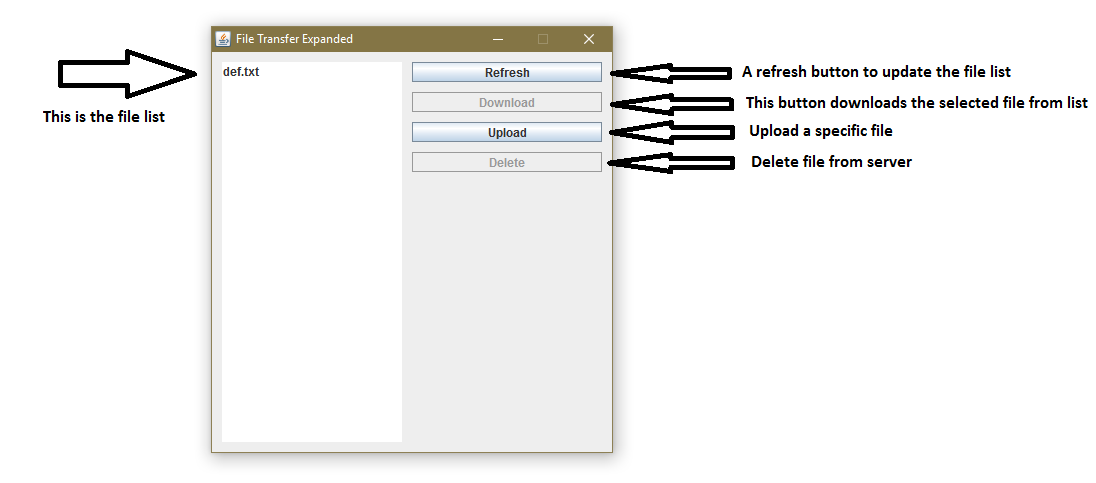 File Transfer Expanded
def.txt
This is the file list
Refresh
A refresh button to update the file list
Download
This button downloads the selected file from list
Upload
Upload a specific file
Delete
Delete file from server